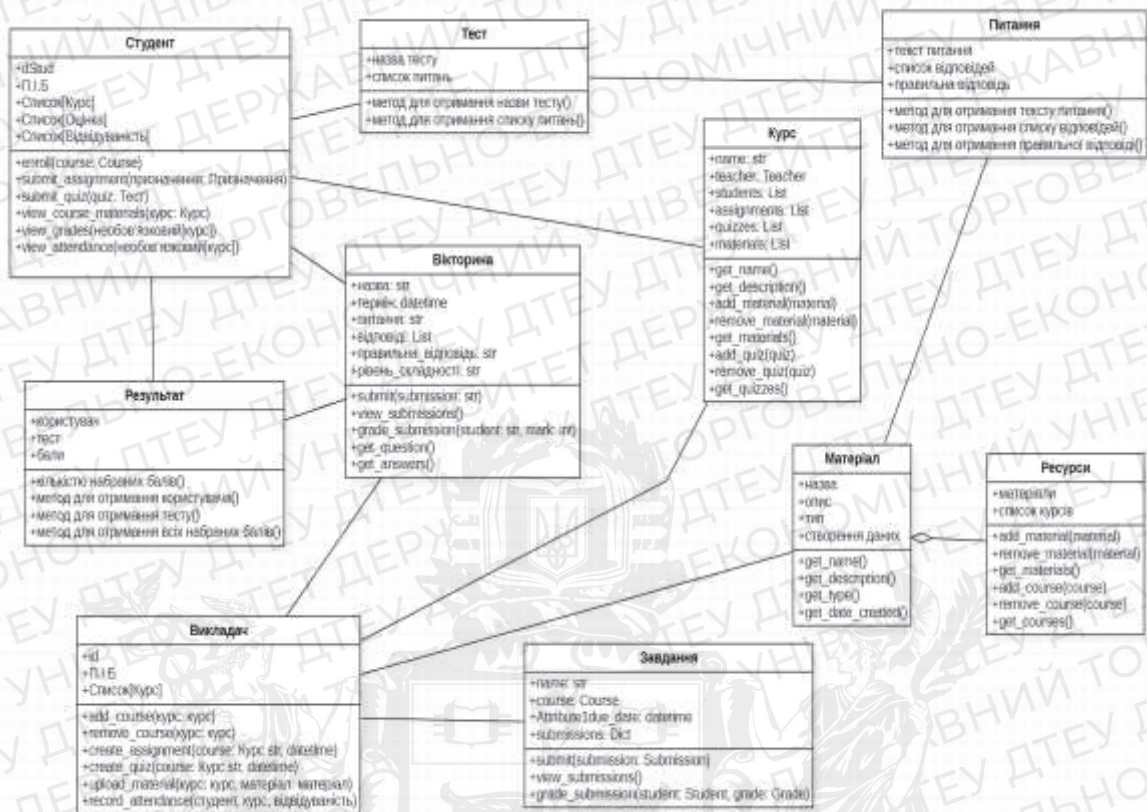 Студент
+idStud
+П.І.Б
+Список[Курс]
+Список[Оцінка]
+Список[Відвідуваність]
+enroll(course: Course)
+submit_assignment(призначення: Призначення)
+submit_quiz(quiz: Тест)
+view_course_materials(курс: Курс)
+view_grades(необов'язковий[курс])
+view_attendance(необов'язковий[курс])
Тест
+назва тесту
+список питань
+метод для отримання назви тесту()
+метод для отримання списку питань()
Питання
+текст питання
+список відповідей
+правильна відповідь
+метод для отримання тексту питання()
+метод для отримання списку відповідей()
+метод для отримання правильної відповіді()
Курс
+name: str
+teacher: Teacher
+students: List
+assignments: List
+quizzes: List
+materials: List
+get_name()
+get_description()
+add_material(material)
+remove_material(material)
+get_materials()
+add_quiz(quiz)
+remove_quiz(quiz)
+get_quizzes()
Вікторина
+назва: str
+термін: datetime
+питання: str
+відповіді: List
+правильна_відповідь: str
+рівень_складності: str
+submit(submission: str)
+view_submissions()
+grade_submission(student: str, mark: int)
+get_question()
+get_answers()
Результат
+користувач
+тест
+бали
+кількістю набраних балів()
+метод для отримання користувача()
+метод для отримання тесту()
+метод для отримання всіх набраних балів()
Матеріал
+назва
+опис
+тип
+створення даних
+get_name()
+get_description()
+get_type()
+get_date_created()
Ресурси
+матеріали
+список курсів
+add_material(material)
+remove_material(material)
+get_materials()
+add_course(course)
+remove_course(course)
+get_courses()
Викладач
+id
+П.І.Б
+Список[Курс]
+add_course(курс: курс)
+remove_course(курс: курс)
+create_assignment(course: Курс str, datetime)
+create_quiz(course: Курс str, datetime)
+upload_material(курс: курс, матеріал: матеріал)
+record_attendance(студент, курс, відвідуваність)
Завдання
+name: str
+course: Course
+Attribute1due_date: datetime
+submissions: Dict
+submit(submission: Submission)
+view_submissions()
+grade_submission(student: Student, grade: Grade)